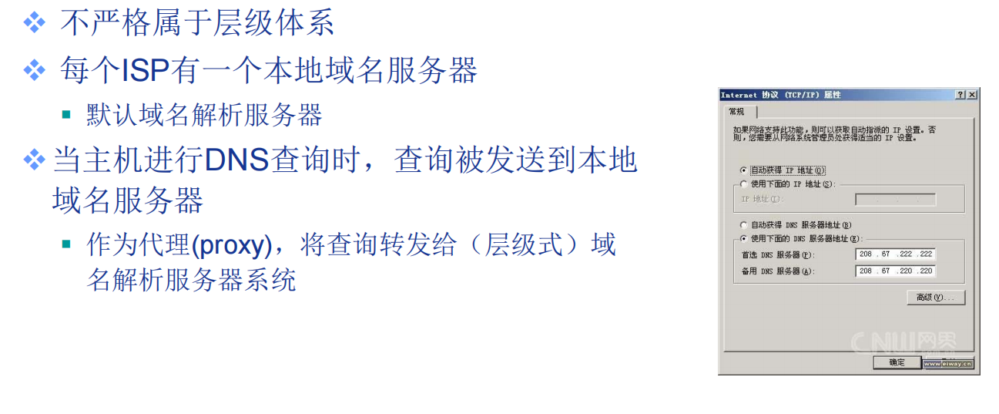 不严格属于层级体系
每个ISP有一个本地域名服务器
默认域名解析服务器
当主机进行DNS查询时，查询被发送到本地
域名服务器
作为代理(proxy)，将查询转发给（层级式）域
名解析服务器系统
Internet 协议 (TCP/IP) 属性
常规
如果网络支持此功能，则可以获取自动指派的 IP 设置。否
则，您需要从网络系统管理员处获得适当的 IP 设置。
自动获得 IP 地址(O)
使用下面的 IP 地址(S):
IP 地址(I):
自动获得 DNS 服务器地址(B)
使用下面的 DNS 服务器地址(E):
首选 DNS 服务器(P): 208 . 67 .222 .222
备用 DNS 服务器(A): 208 . 67 .220 .220
高级(V)...
CNW网界
确定
www.eiway.cn